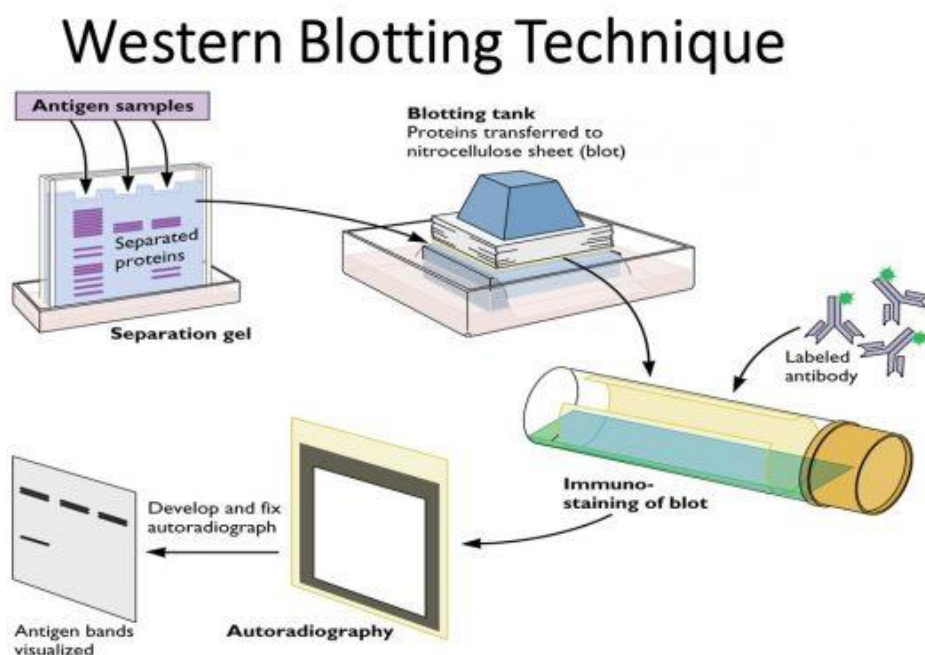 Western Blotting Technique
Antigen samples
Blotting tank
Proteins transferred to
nitrocellulose sheet (blot)
Separated
proteins
Separation gel
Labeled
antibody
Immuno-
staining of blot
Develop and fix
autoradiograph
Autoradiography
Antigen bands
visualized